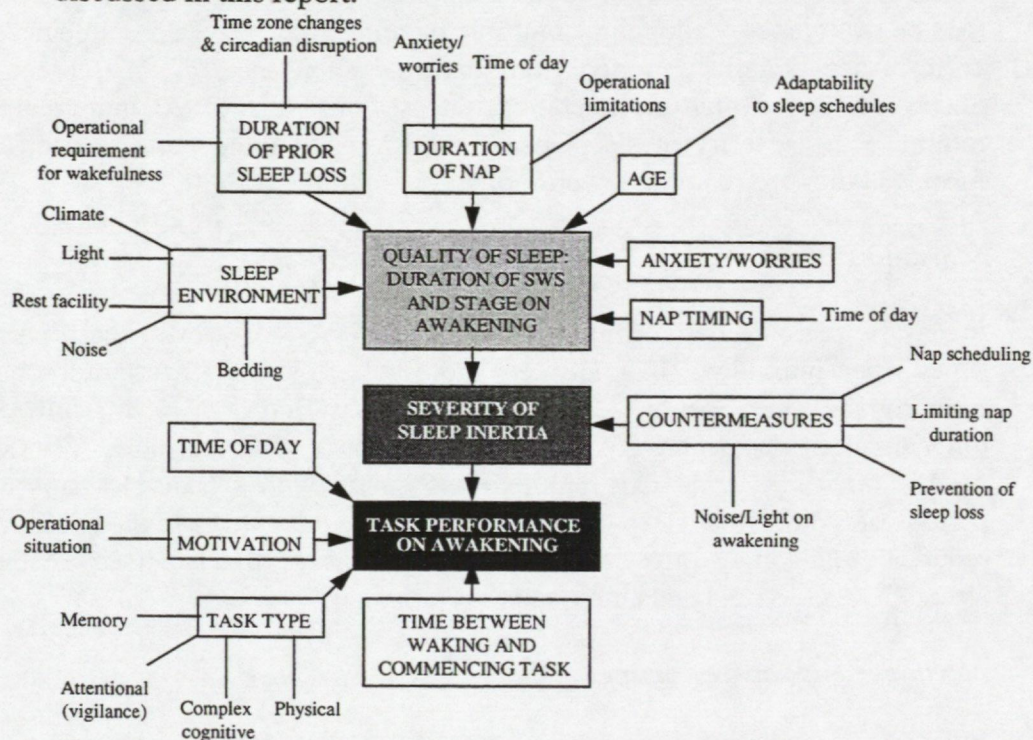 discussed in this report.
Time zone changes
& circadian disruption
Anxiety/
worries
Time of day
Operational
limitations
Adaptability
to sleep schedules
Operational
requirement
for wakefulness
DURATION
OF PRIOR
SLEEP LOSS
DURATION
OF NAP
AGE
Climate
Light
Rest facility
Noise
SLEEP
ENVIRONMENT
Bedding
QUALITY OF SLEEP:
DURATION OF SWS
AND STAGE ON
AWAKENING
ANXIETY/WORRIES
NAP TIMING
Time of day
SEVERITY OF
SLEEP INERTIA
COUNTERMEASURES
Nap scheduling
Limiting nap
duration
Prevention of
sleep loss
Noise/Light on
awakening
TIME OF DAY
Operational
situation
MOTIVATION
TASK PERFORMANCE
ON AWAKENING
Memory
TASK TYPE
Attentional
(vigilance)
Complex
cognitive
Physical
TIME BETWEEN
WAKING AND
COMMENCING TASK